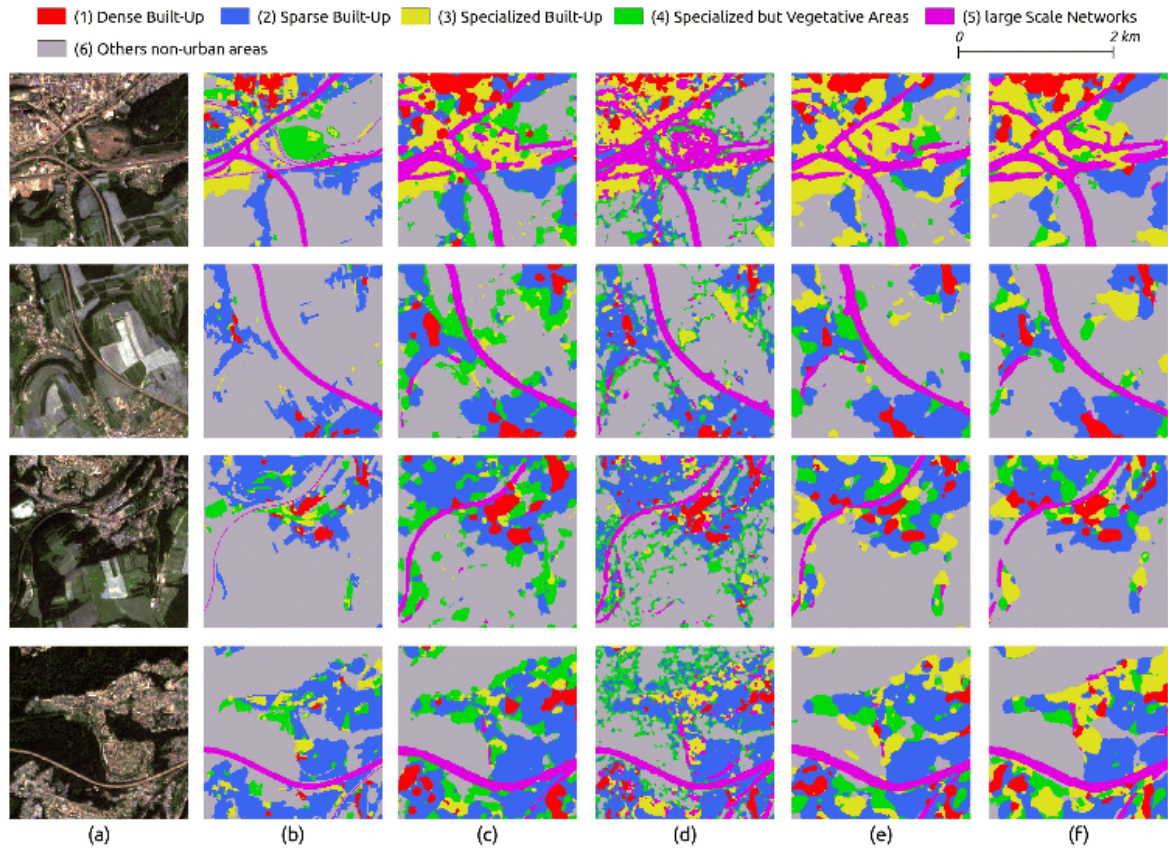 (1) Dense Built-Up (2) Sparse Built-Up (3) Specialized Built-Up (4) Specialized but Vegetative Areas (5) large Scale Networks
(6) Others non-urban areas 0 2 km
(a) (b) (c) (d) (e) (f)